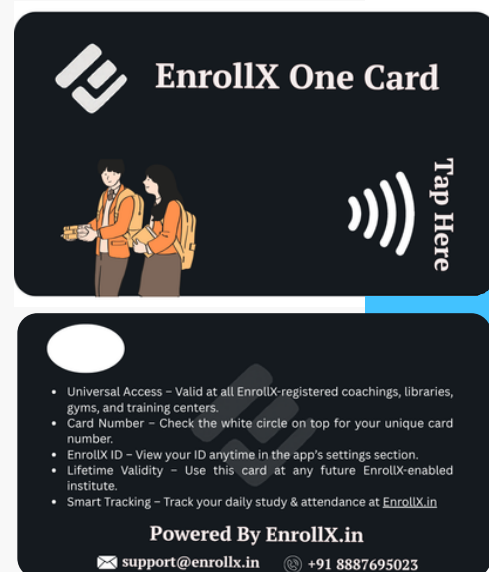 EnrollX One Card
Tap Here
• Universal Access – Valid at all EnrollX-registered coachings, libraries,
gyms, and training centers.
• Card Number – Check the white circle on top for your unique card
number.
• EnrollX ID – View your ID anytime in the app's settings section.
• Lifetime Validity – Use this card at any future EnrollX-enabled
institute.
• Smart Tracking – Track your daily study & attendance at EnrollX.in
Powered By EnrollX.in
support@enrollx.in +91 8887695023